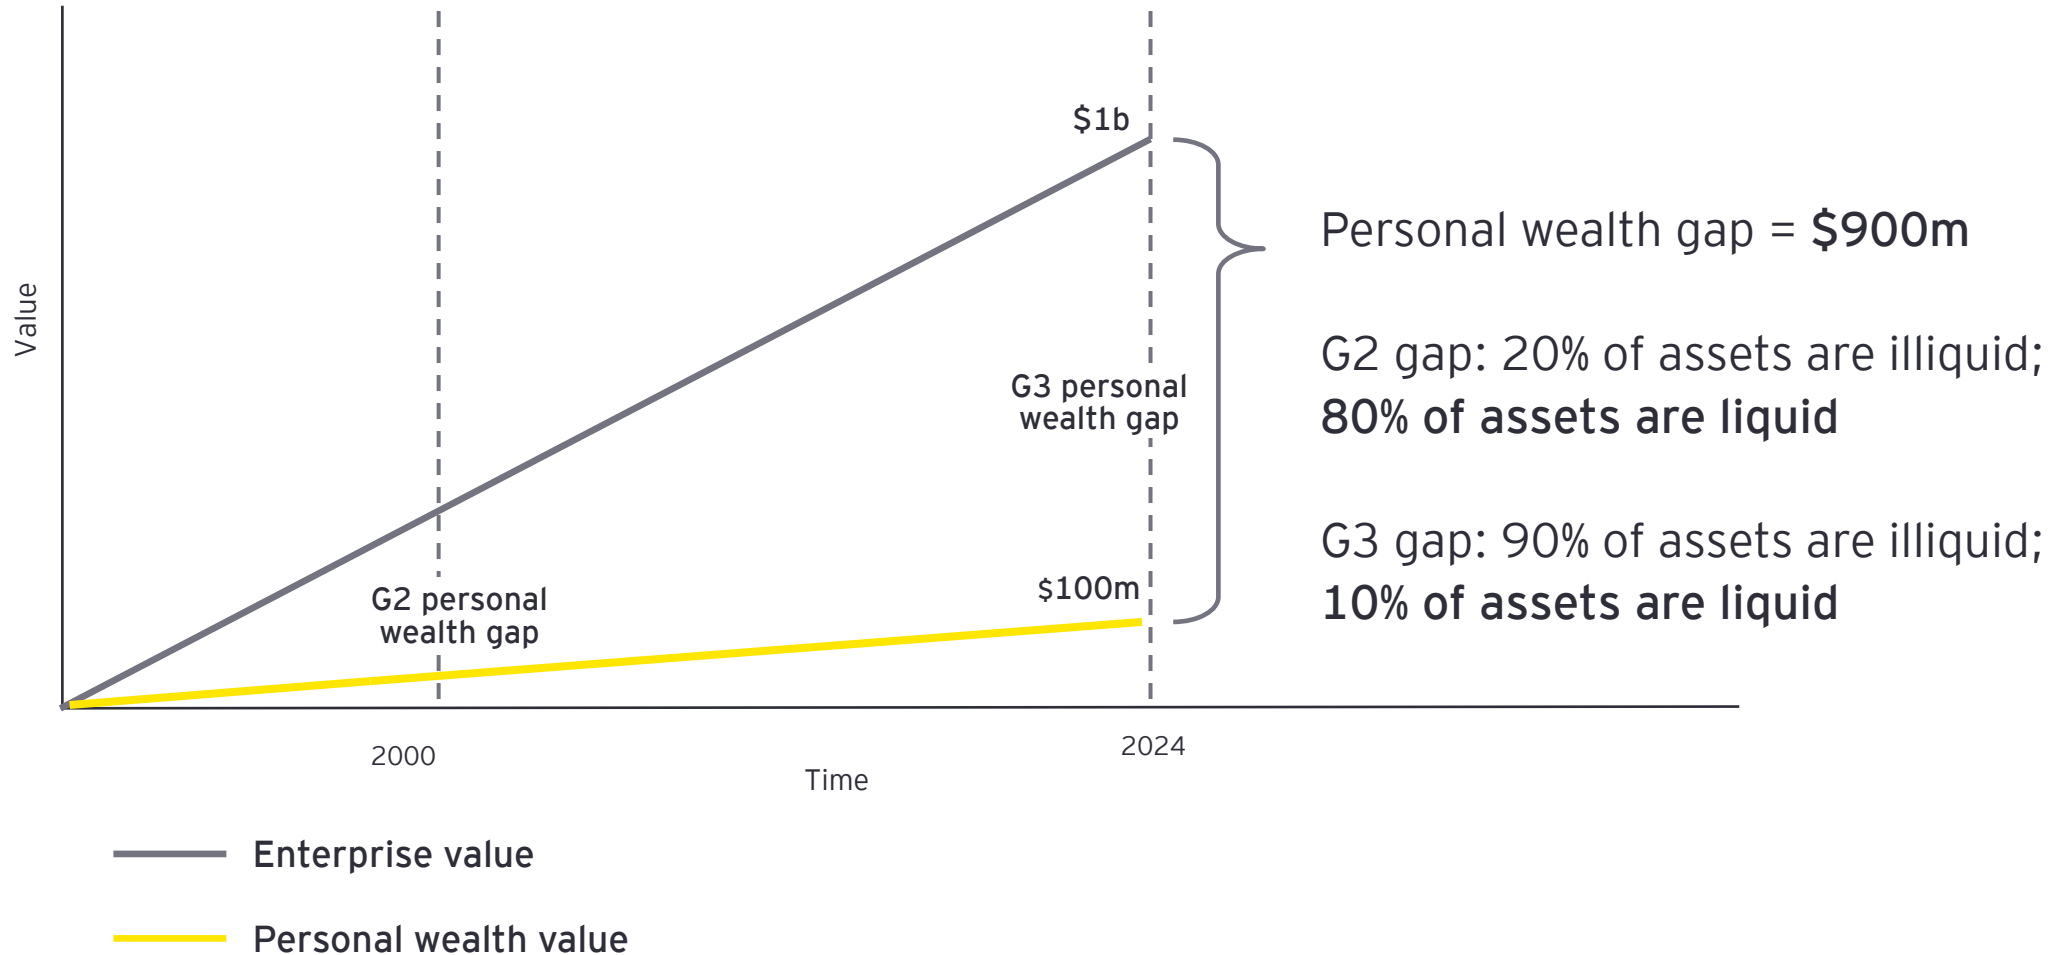 $1b
Value
Personal wealth gap = $900m
G2 gap: 20% of assets are illiquid;
80% of assets are liquid
G3 personal
wealth gap
G3 gap: 90% of assets are illiquid;
10% of assets are liquid
$100m
G2 personal
wealth gap
2000
2024
Time
Enterprise value
Personal wealth value